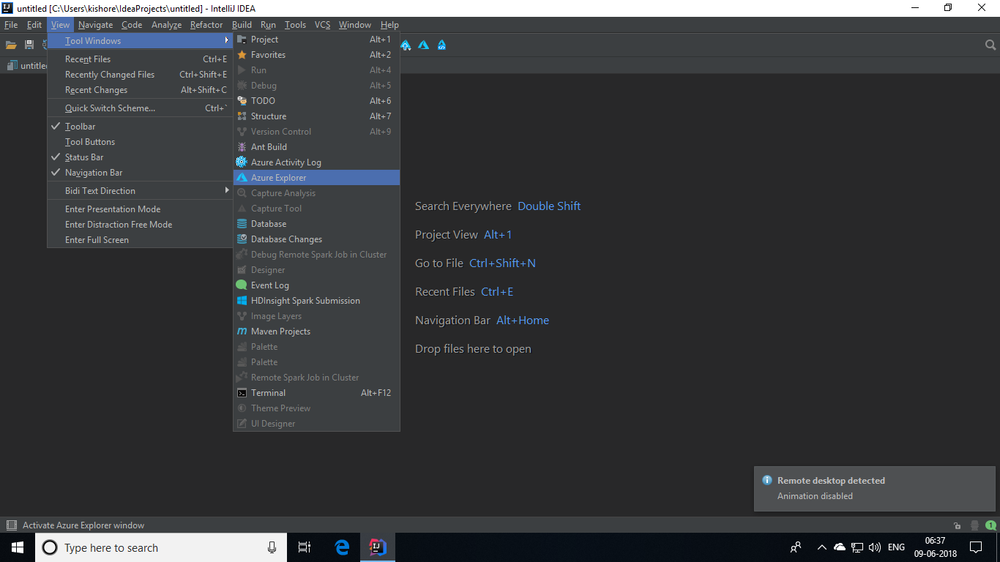 untitled [C:\Users\kishore\IdeaProjects\untitled] - IntelliJ IDEA
File Edit View Navigate Code Analyze Refactor Build Run Tools VCS Window Help
Tool Windows
Recent Files Ctrl+E
Recently Changed Files Ctrl+Shift+E
Recent Changes Alt+Shift+C
Quick Switch Scheme... Ctrl+`
Toolbar
Tool Buttons
Status Bar
Navigation Bar
Bidi Text Direction
Enter Presentation Mode
Enter Distraction Free Mode
Enter Full Screen
Project Alt+1
Favorites Alt+2
Run Alt+4
Debug Alt+5
TODO Alt+6
Structure Alt+7
Version Control Alt+9
Ant Build
Azure Activity Log
Azure Explorer
Capture Analysis
Capture Tool
Database
Database Changes
Debug Remote Spark Job in Cluster
Designer
Event Log
HDInsight Spark Submission
Image Layers
Maven Projects
Palette
Palette
Remote Spark Job in Cluster
Terminal Alt+F12
Theme Preview
UI Designer
Search Everywhere Double Shift
Project View Alt+1
Go to File Ctrl+Shift+N
Recent Files Ctrl+E
Navigation Bar Alt+Home
Drop files here to open
Remote desktop detected
Animation disabled
Activate Azure Explorer window
1
Type here to search
ENG
06:37
09-06-2018